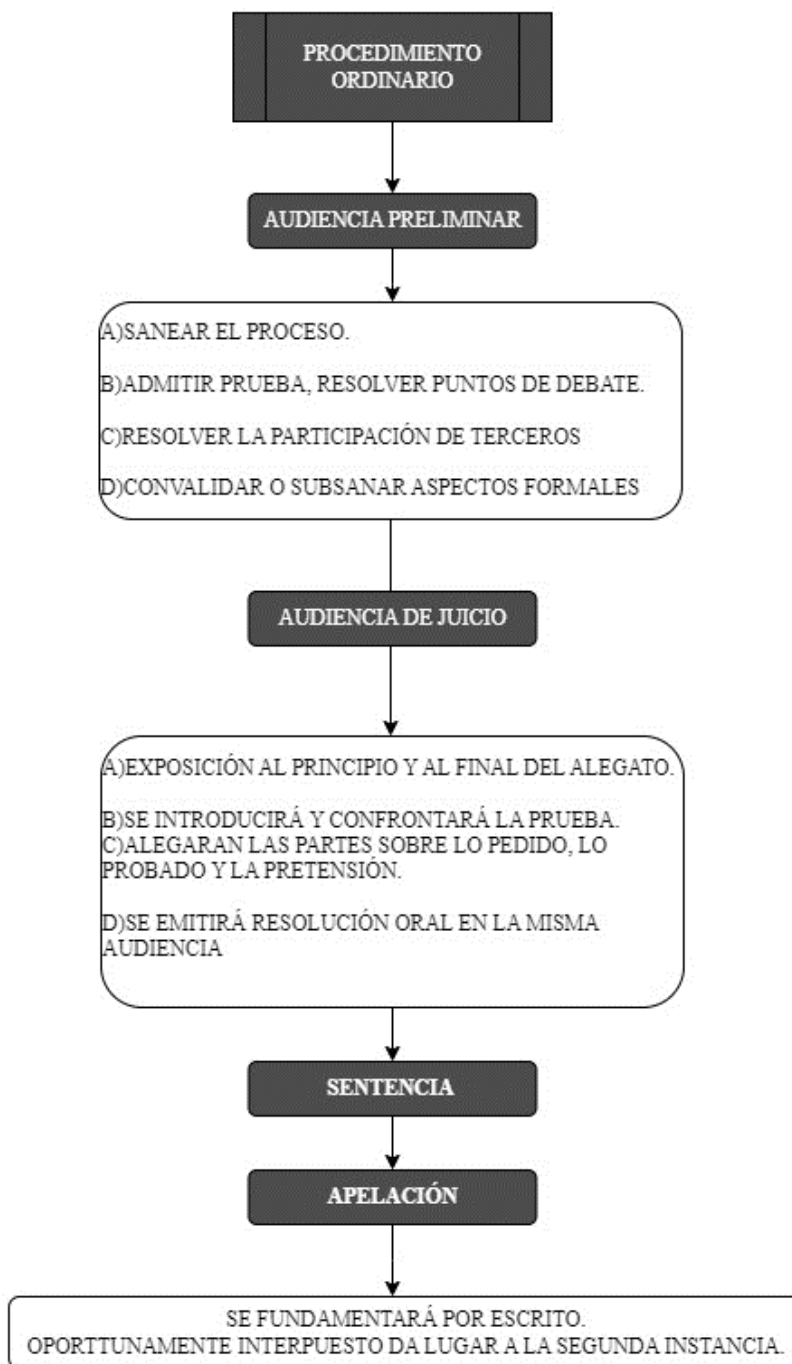 PROCEDIMIENTO
ORDINARIO
AUDIENCIA PRELIMINAR
A)SANEAR EL PROCESO.
B)ADMITIR PRUEBA, RESOLVER PUNTOS DE DEBATE.
C)RESOLVER LA PARTICIPACIÓN DE TERCEROS
D)CONVALIDAR O SUBSANAR ASPECTOS FORMALES
AUDIENCIA DE JUICIO
A)EXPOSICIÓN AL PRINCIPIO Y AL FINAL DEL ALEGATO.
B)SE INTRODUCIRÁ Y CONFRONTARÁ LA PRUEBA.
C)ALEGARAN LAS PARTES SOBRE LO PEDIDO, LO
PROBADO Y LA PRETENSIÓN.
D)SE EMITIRÁ RESOLUCIÓN ORAL EN LA MISMA
AUDIENCIA
SENTENCIA
APELACIÓN
SE FUNDAMENTARÁ POR ESCRITO.
OPORTTUNAMENTE INTERPUESTO DA LUGAR A LA SEGUNDA INSTANCIA.